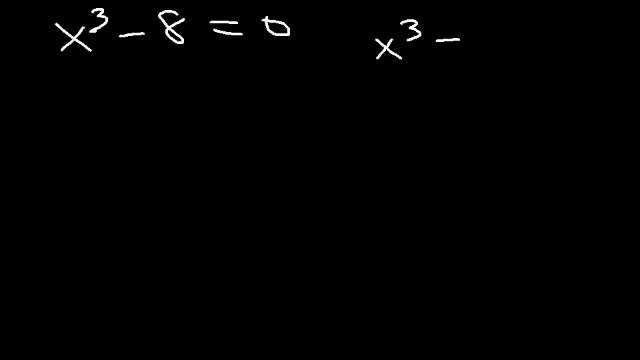 x³ - 8 = 0 x³ -